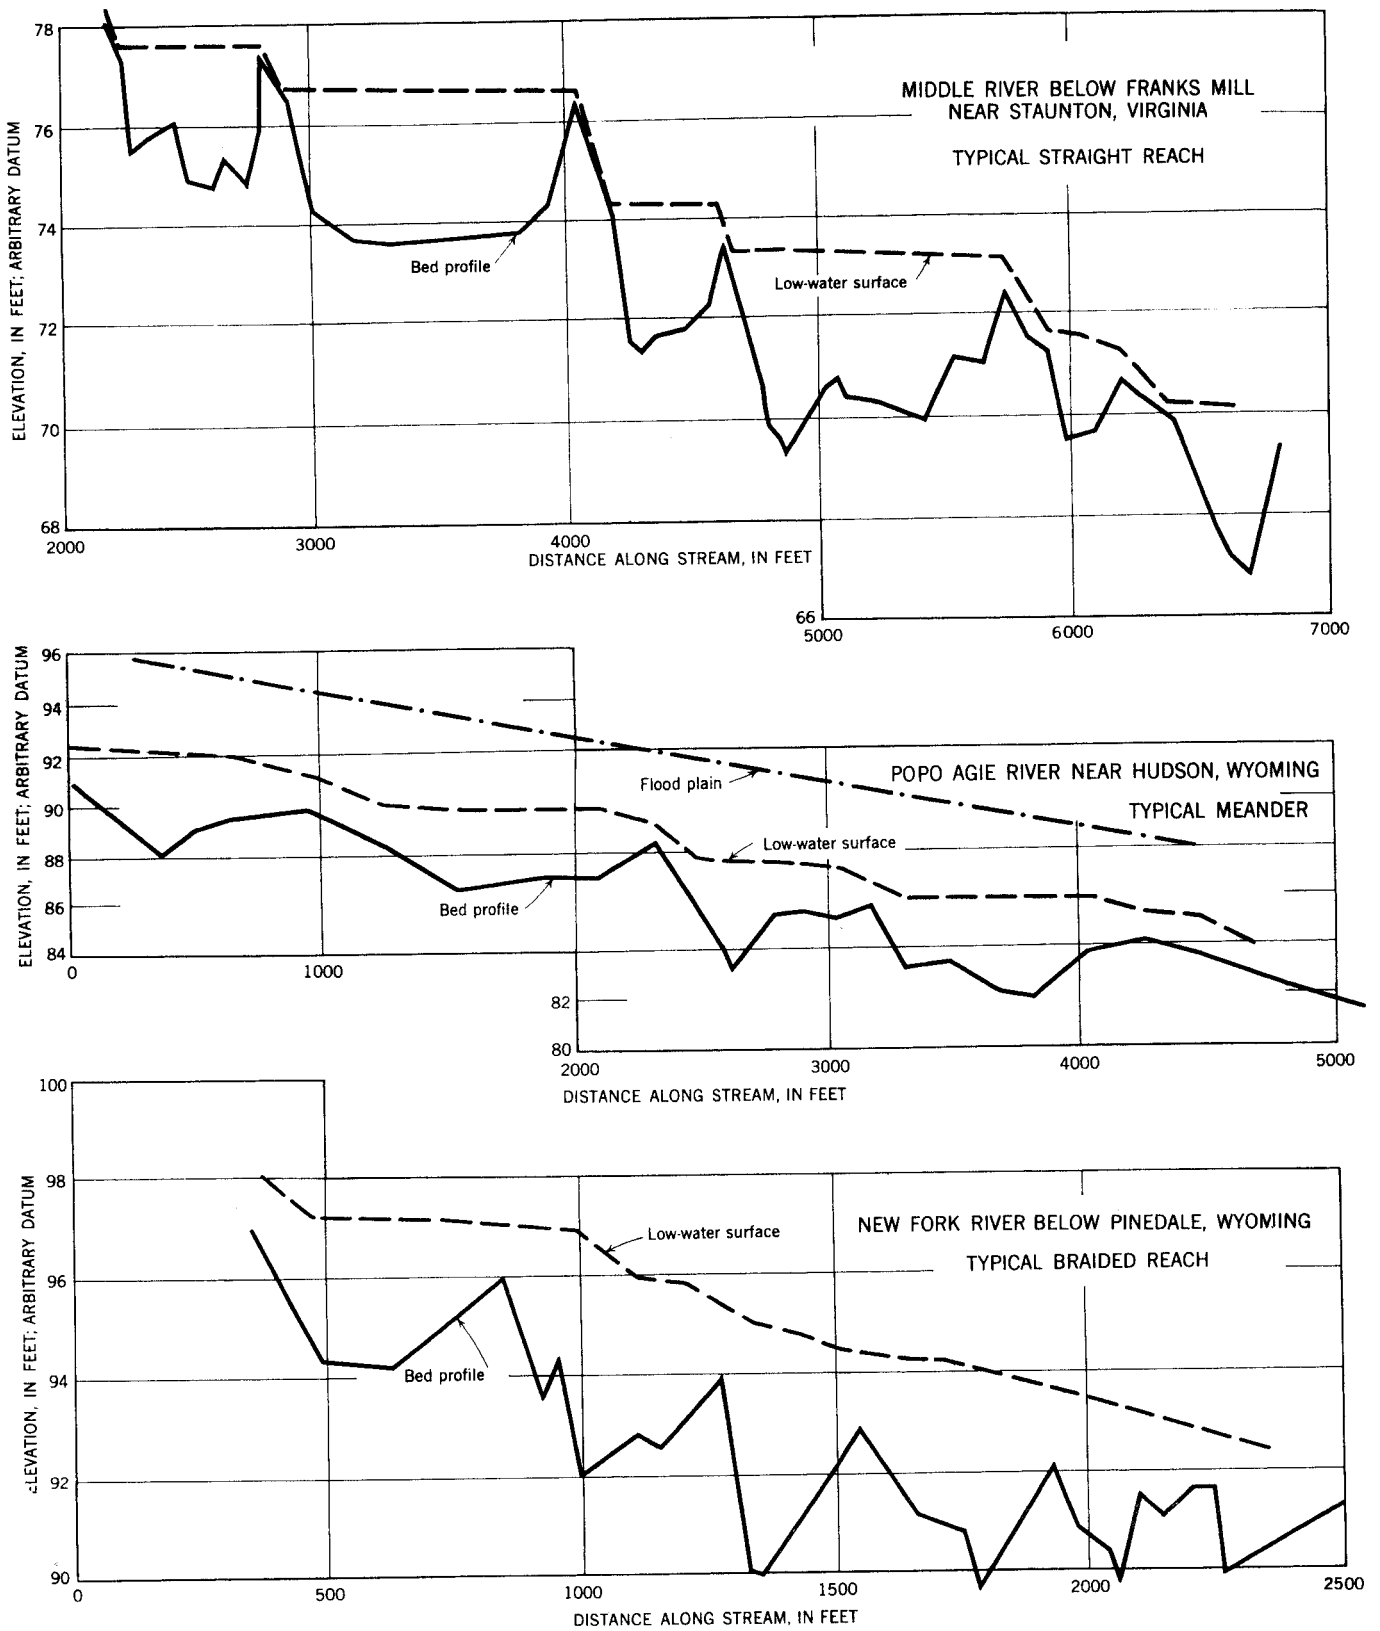 78
76
74
72
70
68
ELEVATION, IN FEET; ARBITRARY DATUM
MIDDLE RIVER BELOW FRANKS MILL
NEAR STAUNTON, VIRGINIA
TYPICAL STRAIGHT REACH
Bed profile
Low-water surface
2000
3000
4000
DISTANCE ALONG STREAM, IN FEET
66
5000
6000
7000
96
94
92
90
88
86
84
ELEVATION, IN FEET; ARBITRARY DATUM
Flood plain
POPO AGIE RIVER NEAR HUDSON, WYOMING
TYPICAL MEANDER
Low-water surface
Bed profile
0
1000
82
80
2000
3000
4000
5000
DISTANCE ALONG STREAM, IN FEET
100
98
96
94
92
90
ELEVATION, IN FEET; ARBITRARY DATUM
Low-water surface
NEW FORK RIVER BELOW PINEDALE, WYOMING
TYPICAL BRAIDED REACH
Bed profile
0
500
1000
1500
2000
2500
DISTANCE ALONG STREAM, IN FEET